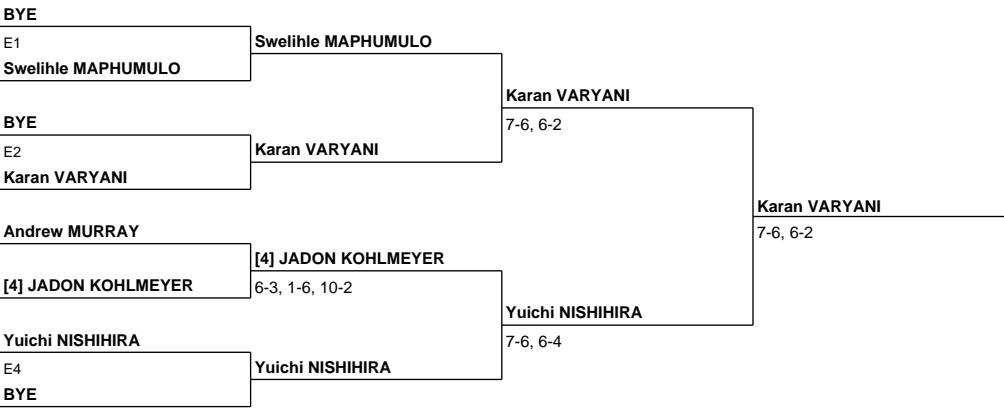 BYE
E1
Swelihle MAPHUMULO
Swelihle MAPHUMULO
BYE
E2
Karan VARYANI
Karan VARYANI
Karan VARYANI
7-6, 6-2
Andrew MURRAY
[4] JADON KOHLMEYER
[4] JADON KOHLMEYER
6-3, 1-6, 10-2
Yuichi NISHIHIRA
E4
BYE
Yuichi NISHIHIRA
Yuichi NISHIHIRA
7-6, 6-4
Karan VARYANI
7-6, 6-2